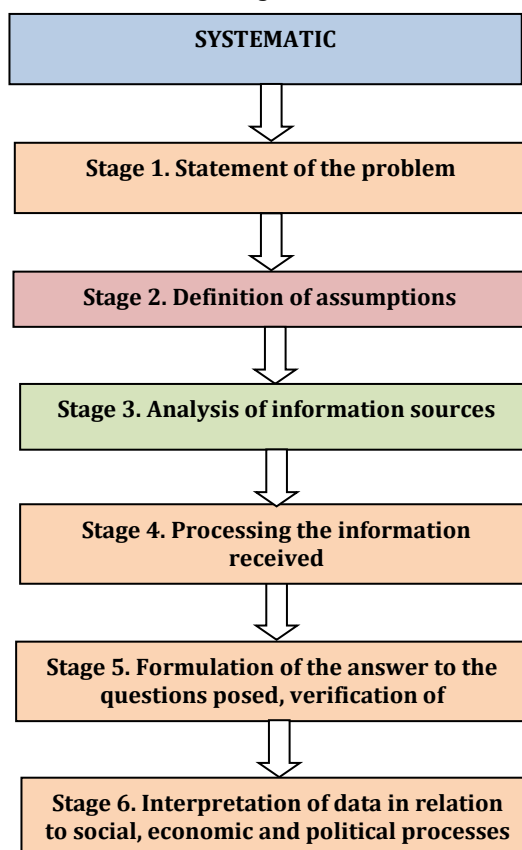 SYSTEMATIC
Stage 1. Statement of the problem
Stage 2. Definition of assumptions
Stage 3. Analysis of information sources
Stage 4. Processing the information
received
Stage 5. Formulation of the answer to the
questions posed, verification of
Stage 6. Interpretation of data in relation
to social, economic and political processes